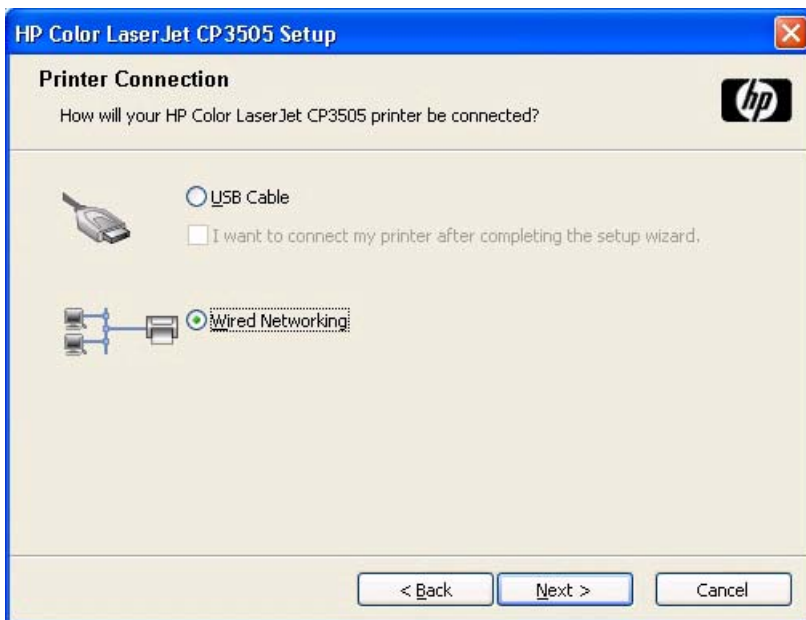 HP Color LaserJet CP3505 Setup
Printer Connection
How will your HP Color LaserJet CP3505 printer be connected?
hp
USB Cable
I want to connect my printer after completing the setup wizard.
Wired Networking
< Back
Next >
Cancel